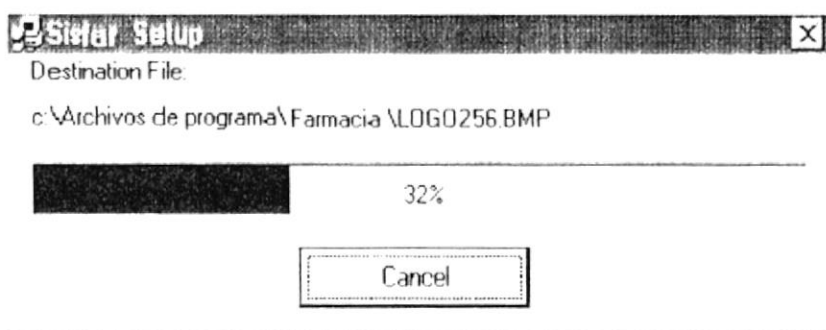 Sisfar Setup
Destination File:
c:\Archivos de programa\ Farmacia \LOGO256.BMP
32%
Cancel